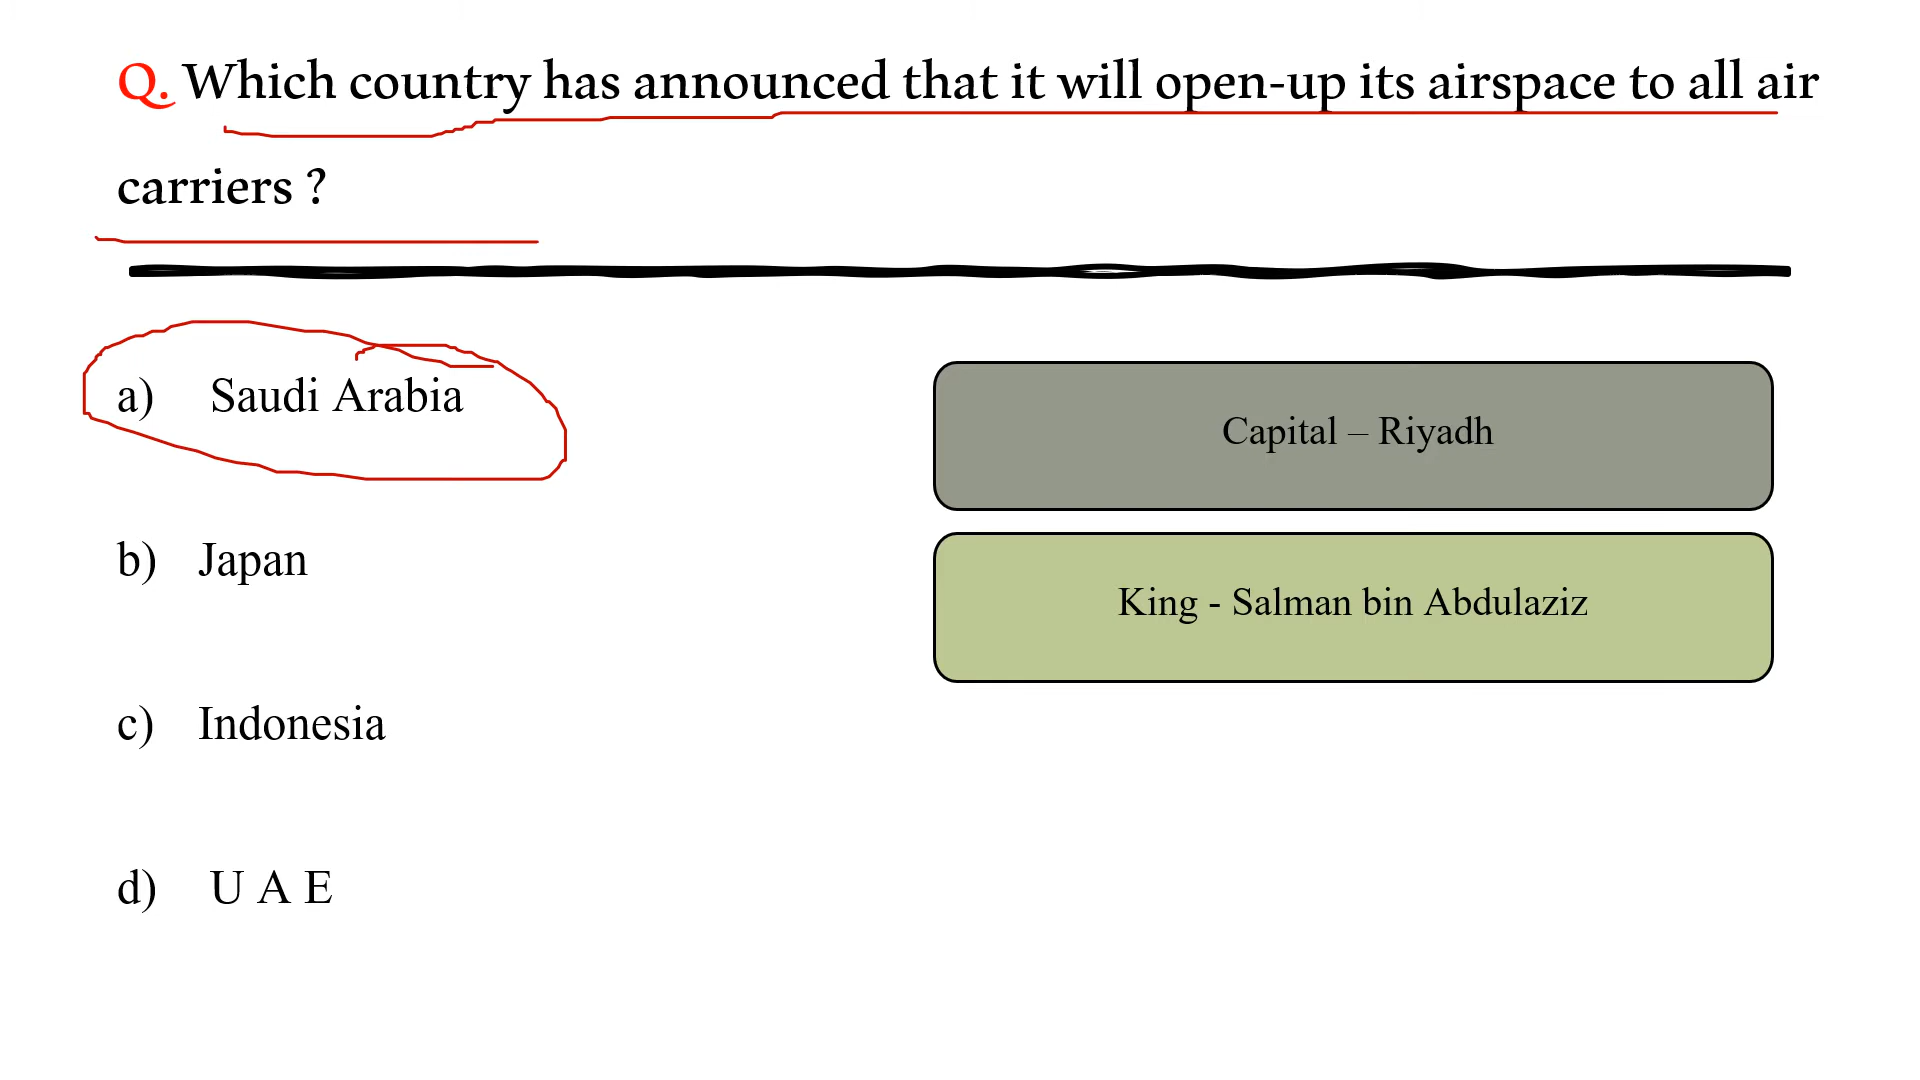 Q. Which country has announced that it will open-up its airspace to all air
carriers ?
a) Saudi Arabia
b) Japan
c) Indonesia
d) U A E
Capital – Riyadh
King - Salman bin Abdulaziz